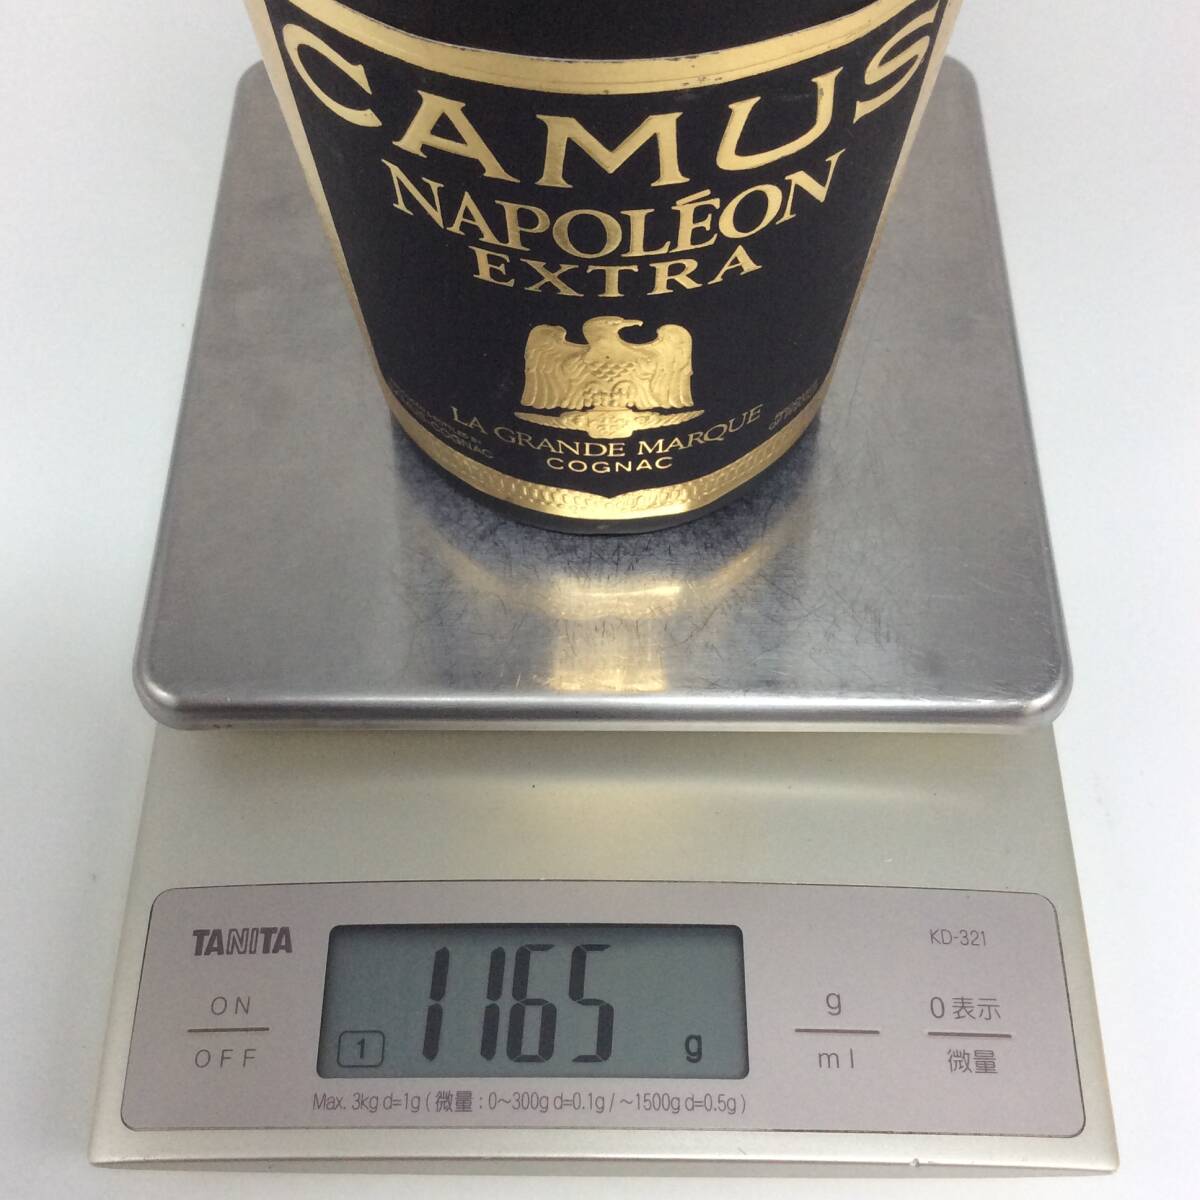 CAMUS
NAPOLÉON
EXTRA
LA GRANDE MARQUE
COGNAC
TANITA
KD-321
ON
OFF
1
1165 g
g
ml
0表示
微量
Max. 3kg d=1g ( 微量 : 0~300g d=0.1g / ~1500g d=0.5g )